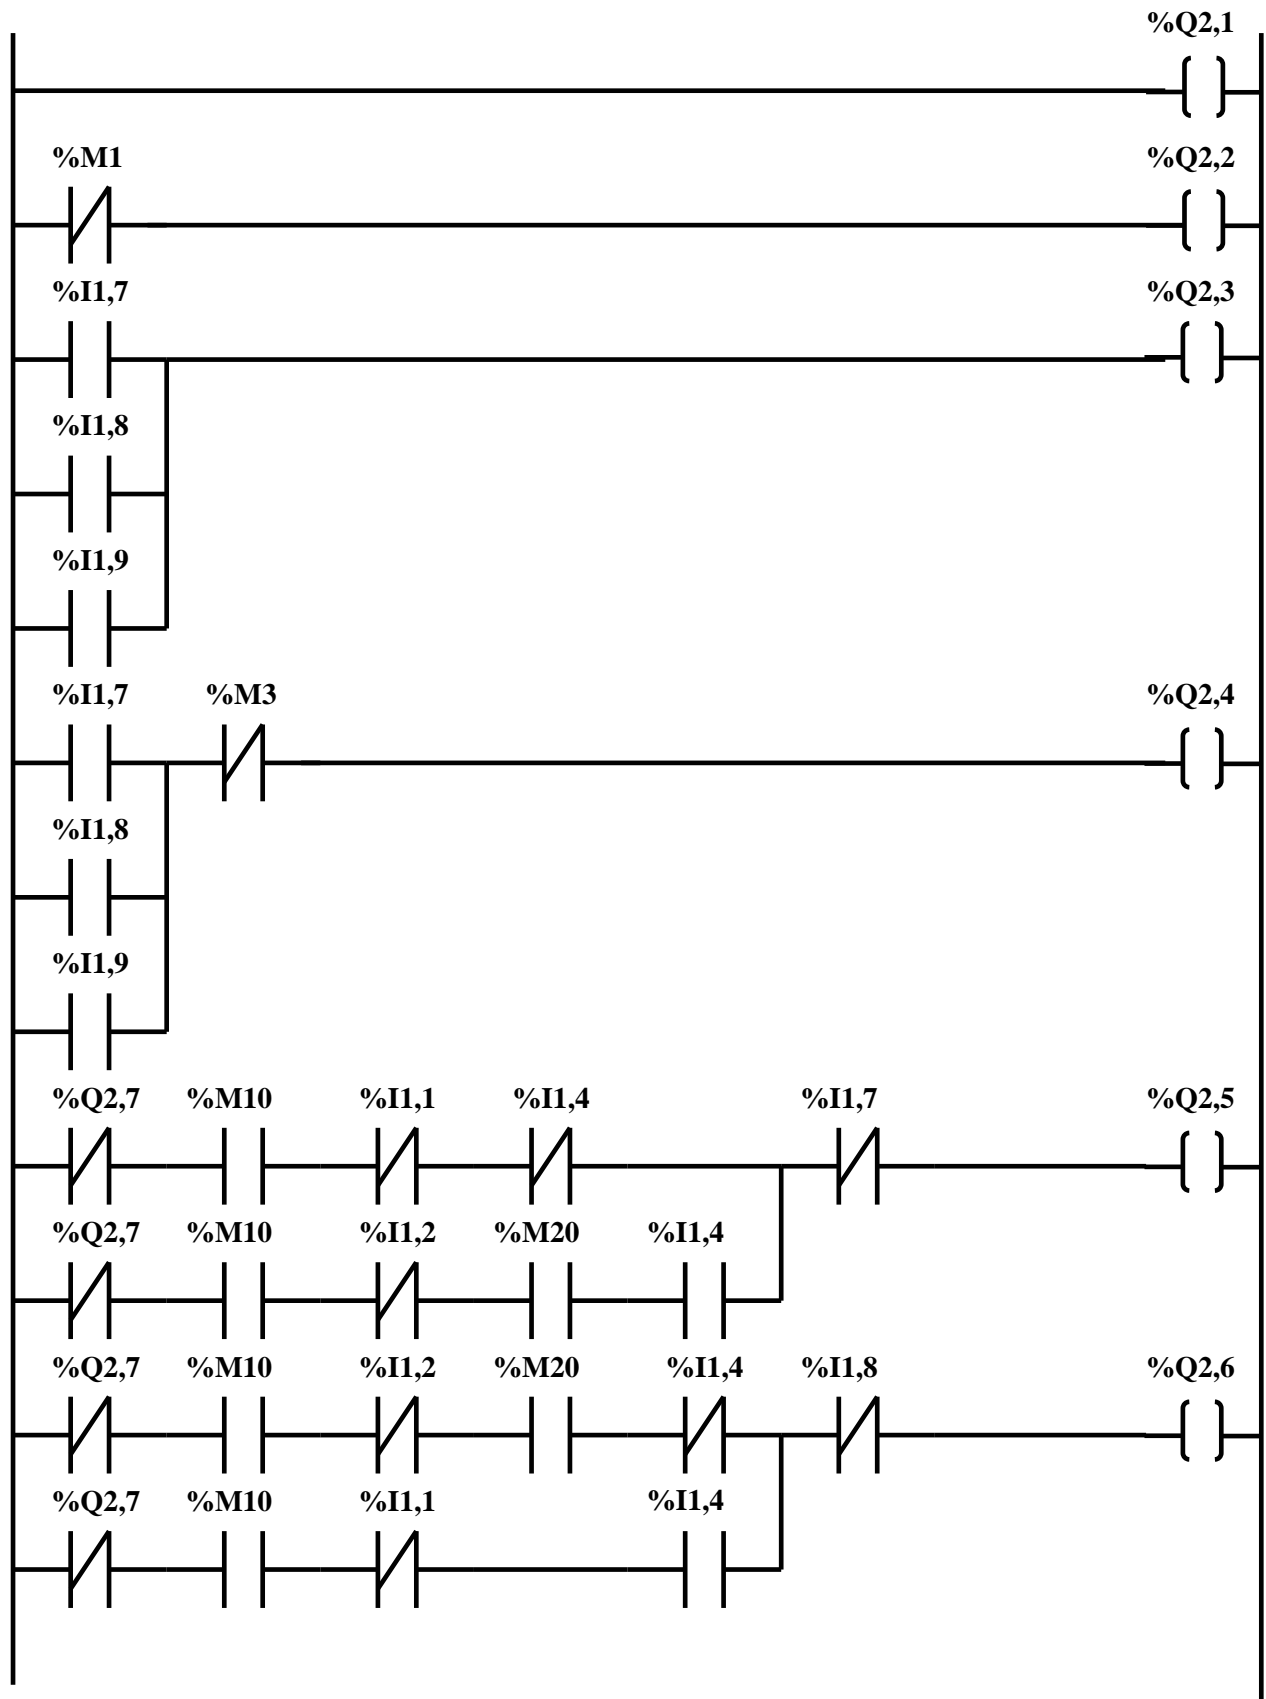 %Q2,1
%M1 %Q2,2
%I1,7 %Q2,3
%I1,8
%I1,9
%I1,7 %M3 %Q2,4
%I1,8
%I1,9
%Q2,7 %M10 %I1,1 %I1,4 %I1,7 %Q2,5
%Q2,7 %M10 %I1,2 %M20 %I1,4
%Q2,7 %M10 %I1,2 %M20 %I1,4 %I1,8 %Q2,6
%Q2,7 %M10 %I1,1 %I1,4